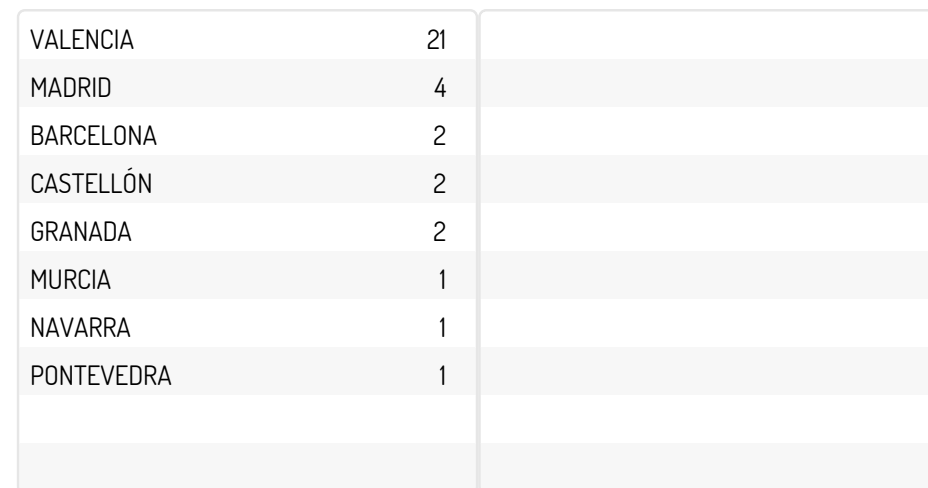 VALENCIA 21
MADRID 4
BARCELONA 2
CASTELLÓN 2
GRANADA 2
MURCIA 1
NAVARRA 1
PONTEVEDRA 1